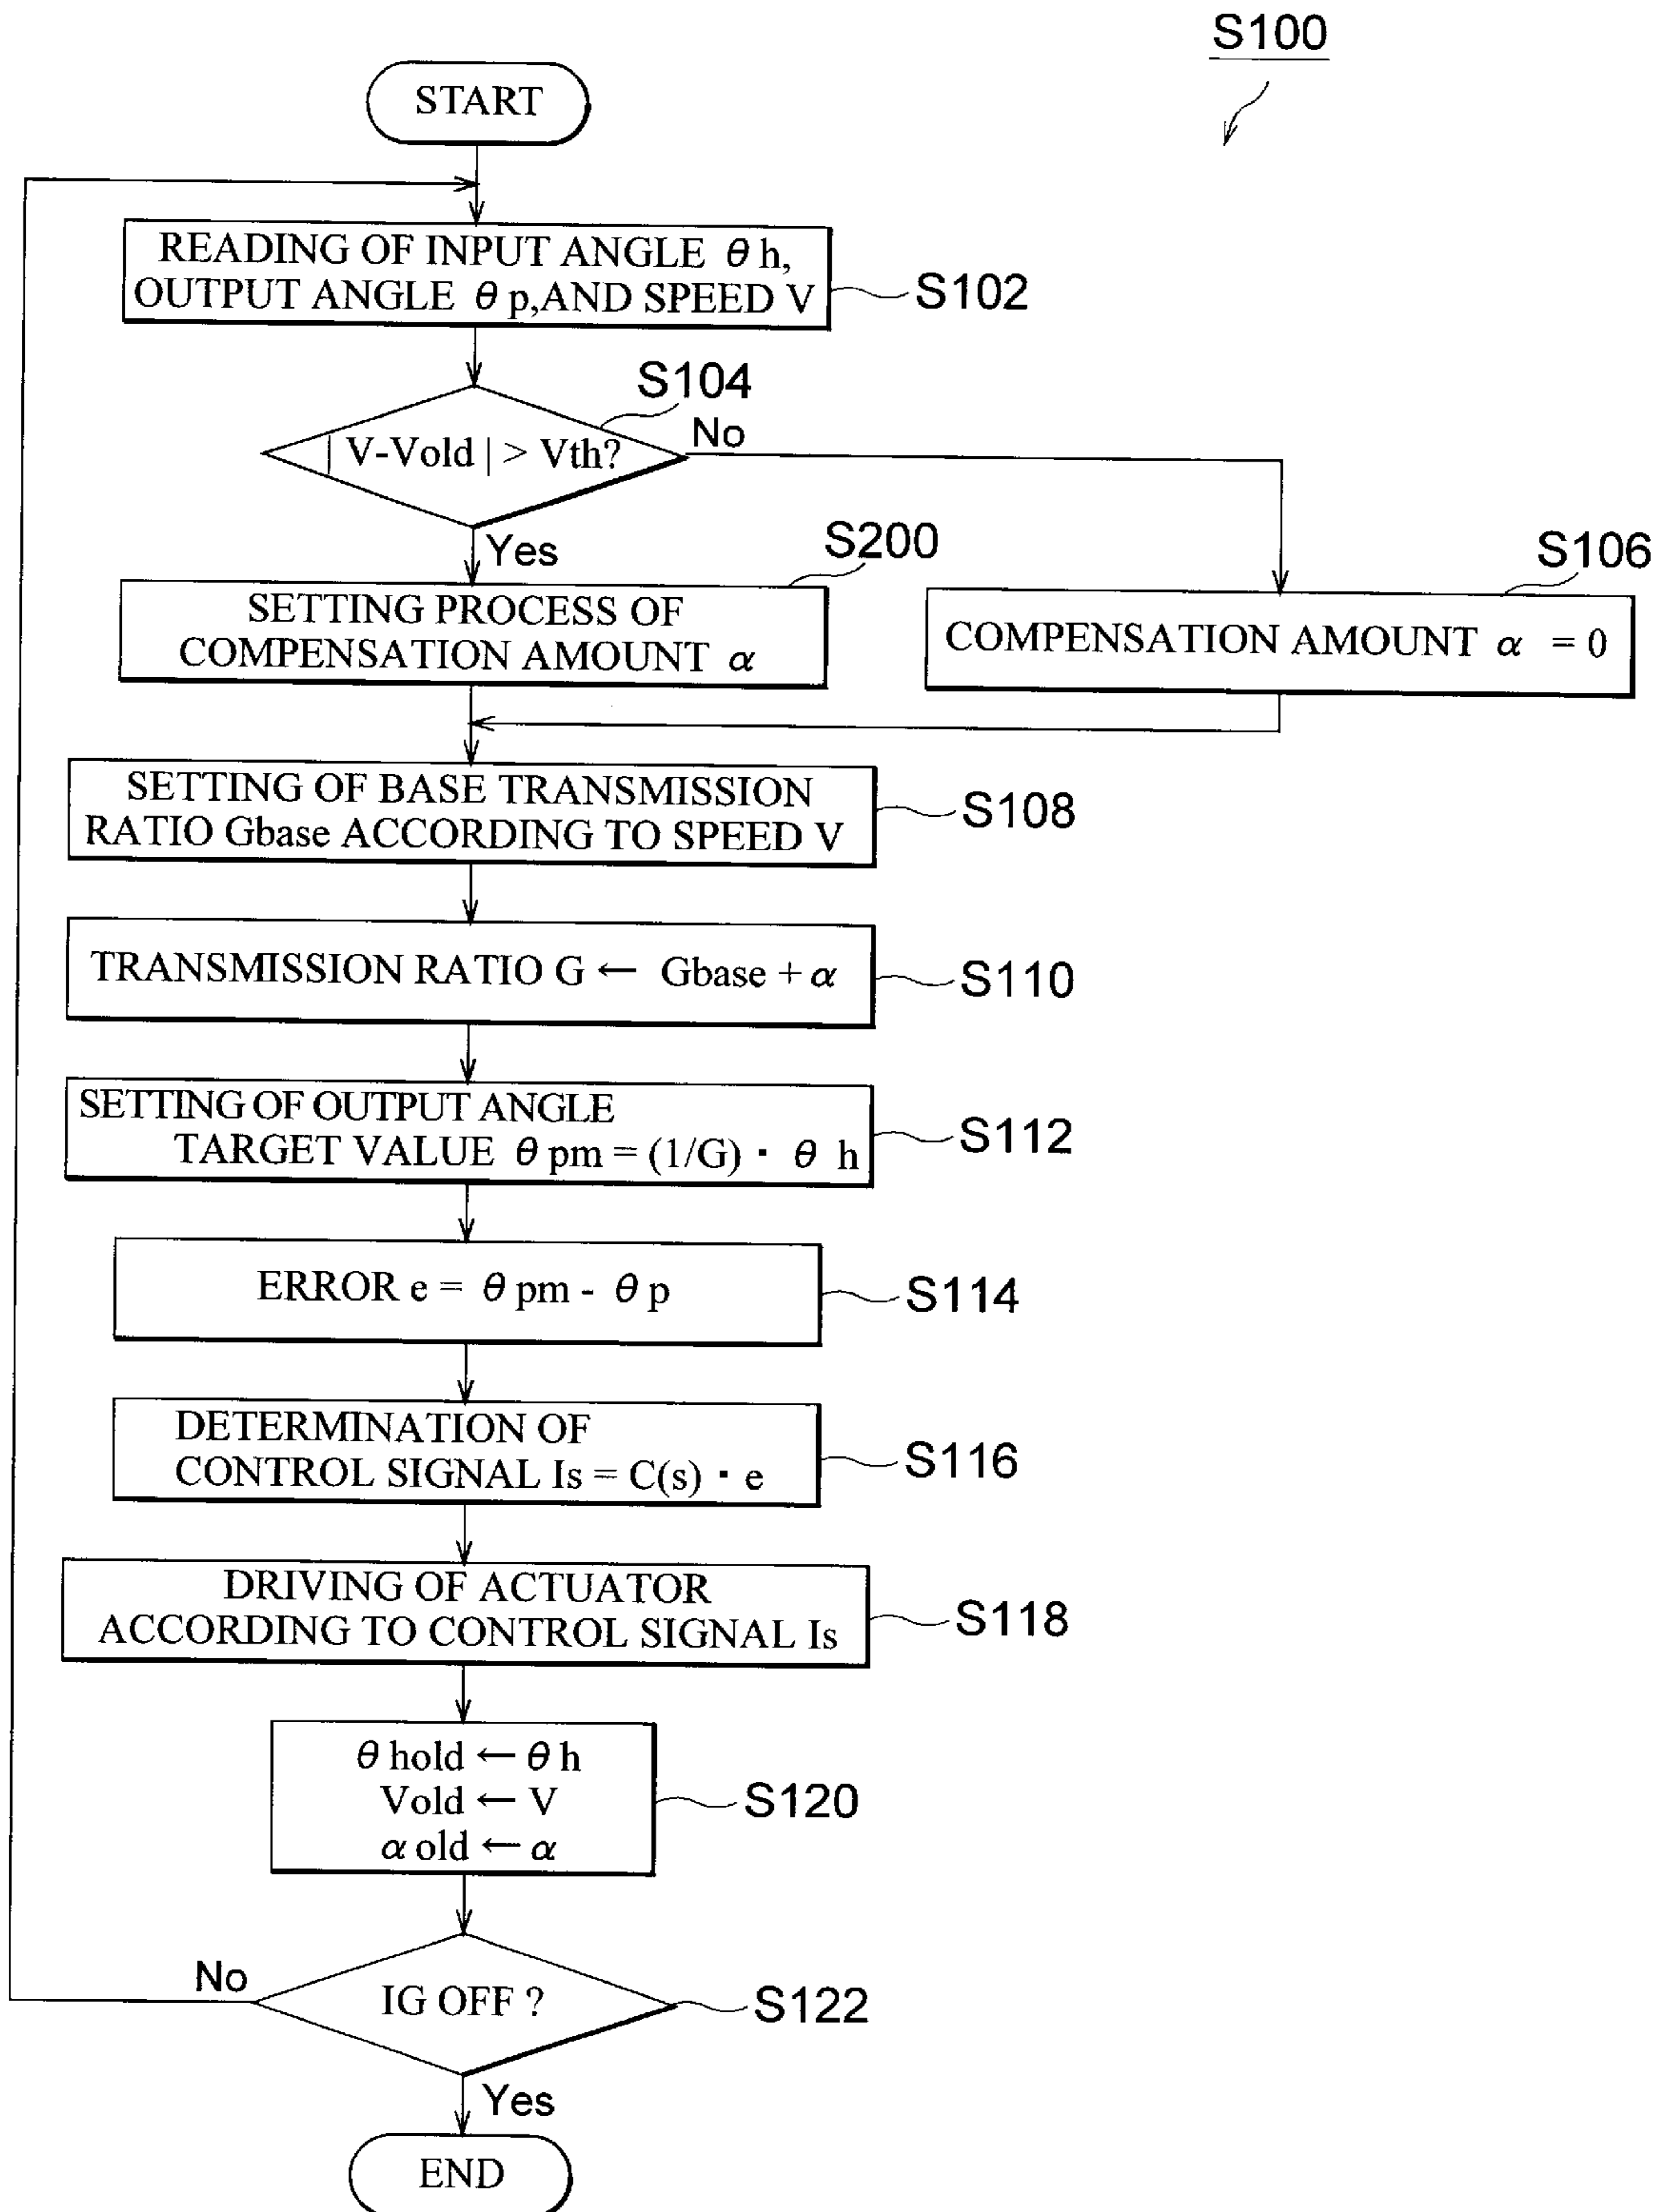 S100
START
READING OF INPUT ANGLE θh,
OUTPUT ANGLE θp,AND SPEED V
S102
S104
| V-Vold | > Vth?
No
Yes
S200
SETTING PROCESS OF
COMPENSATION AMOUNT α
S106
COMPENSATION AMOUNT α = 0
SETTING OF BASE TRANSMISSION
RATIO Gbase ACCORDING TO SPEED V
S108
TRANSMISSION RATIO G ← Gbase + α
S110
SETTING OF OUTPUT ANGLE
TARGET VALUE θpm = (1/G)・θ h
S112
ERROR e = θpm - θp
S114
DETERMINATION OF
CONTROL SIGNAL Is = C(s)・e
S116
DRIVING OF ACTUATOR
ACCORDING TO CONTROL SIGNAL Is
S118
θhold ← θh
Vold ← V
α old ← α
S120
No
IG OFF ?
S122
Yes
END